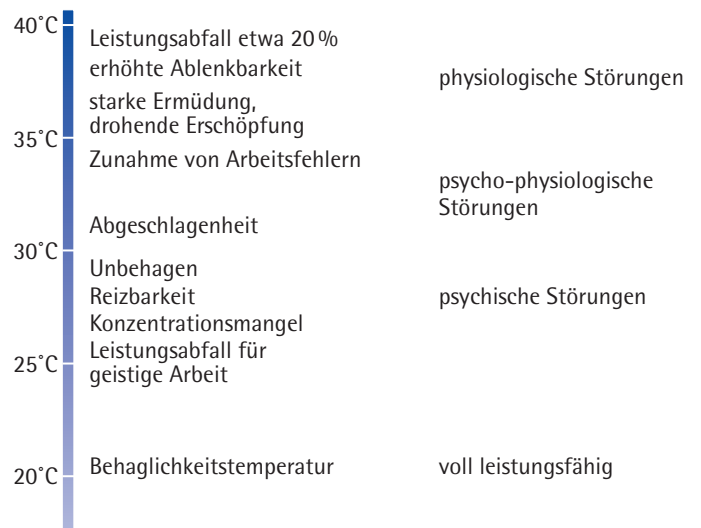 40˚C
Leistungsabfall etwa 20 %
erhöhte Ablenkbarkeit
physiologische Störungen
starke Ermüdung,
drohende Erschöpfung
35˚C
Zunahme von Arbeitsfehlern
psycho-physiologische
Störungen
Abgeschlagenheit
30˚C
Unbehagen
Reizbarkeit
psychische Störungen
Konzentrationsmangel
Leistungsabfall für
geistige Arbeit
25˚C
Behaglichkeitstemperatur
voll leistungsfähig
20˚C